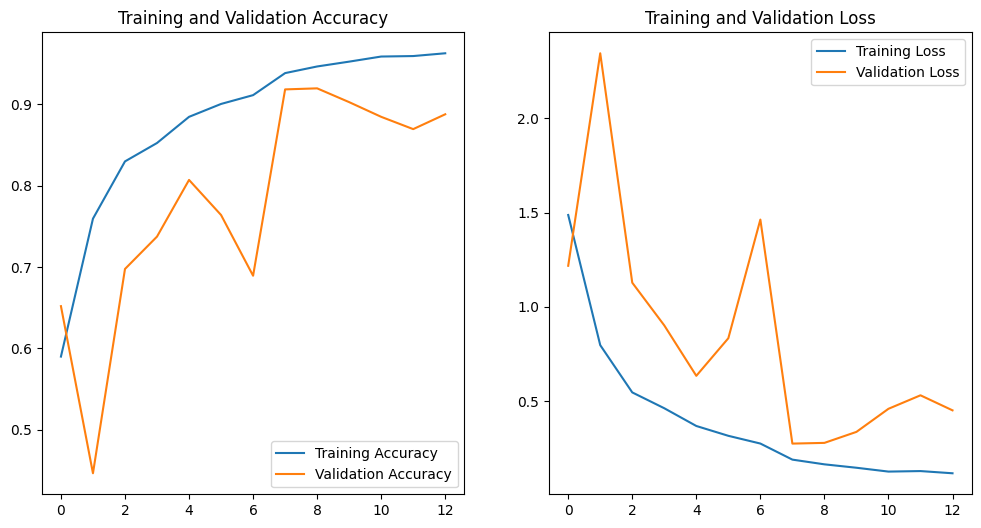 Training and Validation Accuracy
0.9
0.8
0.7
0.6
0.5
0 2 4 6 8 10 12
Training Accuracy
Validation Accuracy
Training and Validation Loss
2.0
1.5
1.0
0.5
0 2 4 6 8 10 12
Training Loss
Validation Loss